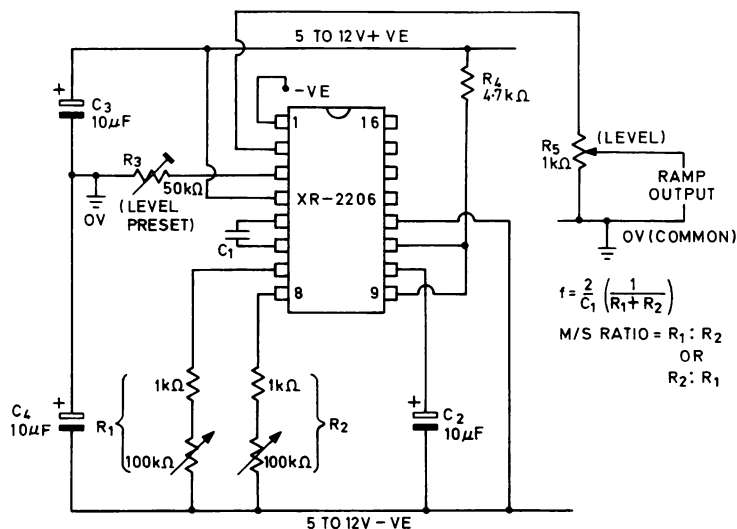 5 TO 12V+VE
C3
10µF
-VE
1
16
R4
4.7kΩ
R3
50kΩ
(LEVEL
PRESET)
0V
XR-2206
R5
1kΩ
(LEVEL)
RAMP
OUTPUT
0V(COMMON)
C1
8
9
f = 2/C1 (1/R1+R2)
M/S RATIO = R1 : R2
OR
R2 : R1
C4
10µF
R1
1kΩ
100kΩ
1kΩ
100kΩ
R2
C2
10µF
5 TO 12V-VE